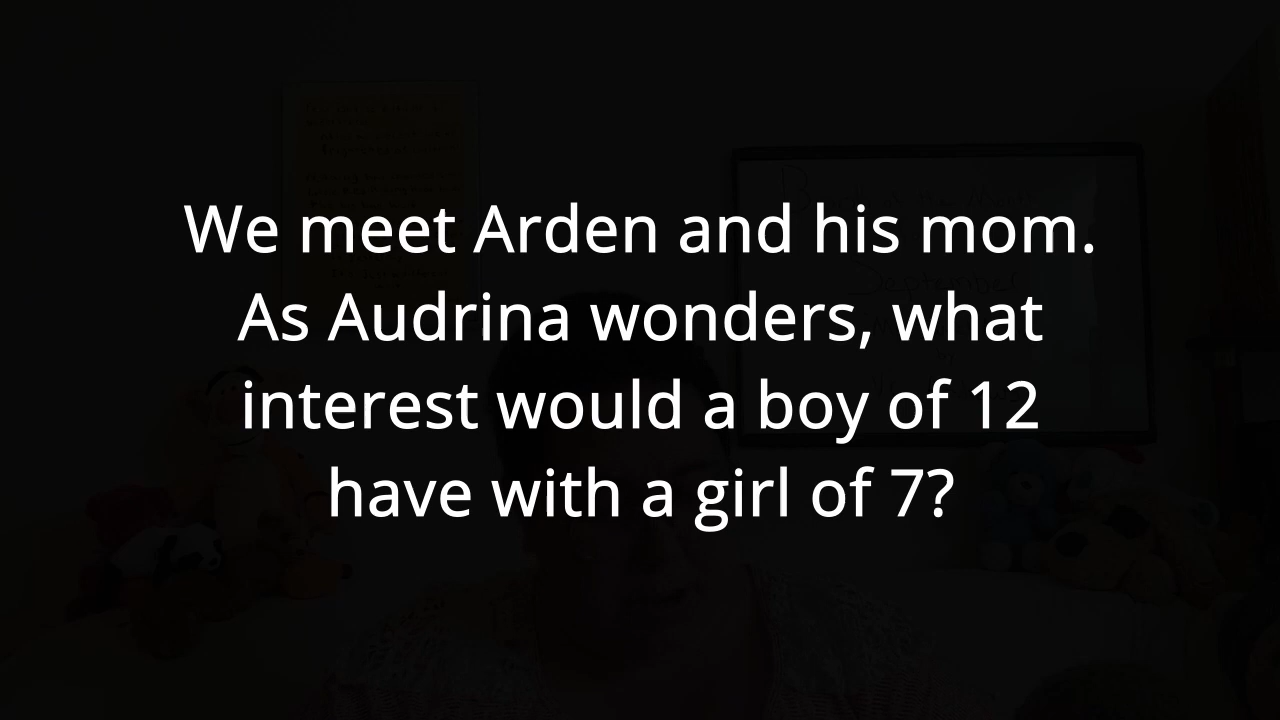 We meet Arden and his mom.
As Audrina wonders, what
interest would a boy of 12
have with a girl of 7?